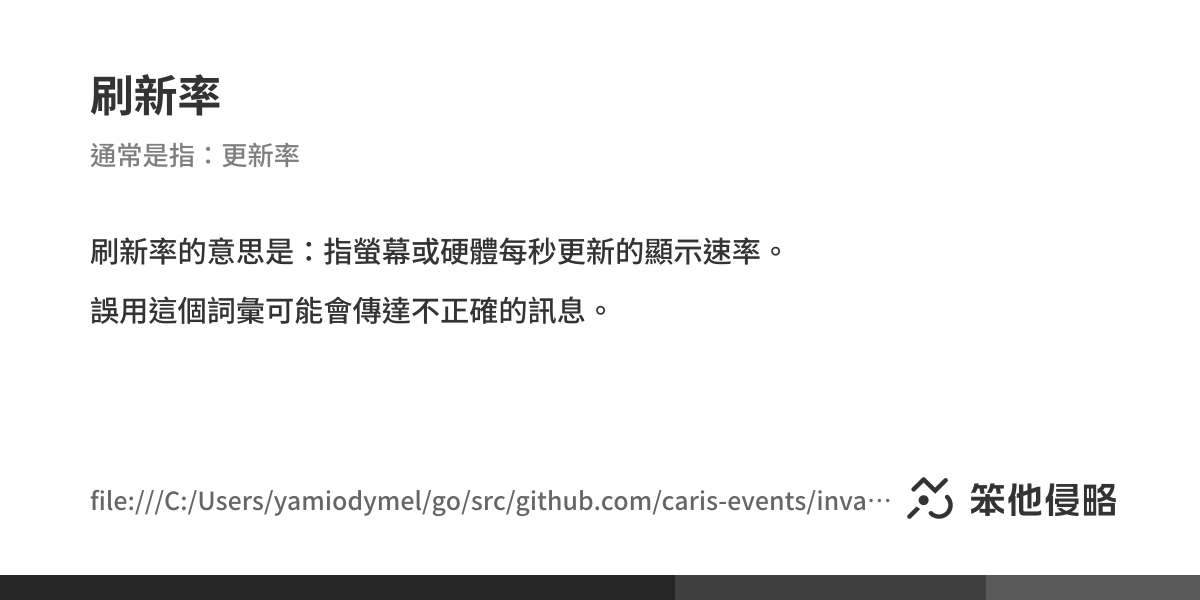 刷新率
通常是指：更新率
刷新率的意思是：指螢幕或硬體每秒更新的顯示速率。
誤用這個詞彙可能會傳達不正確的訊息。
file:///C:/Users/yamiodymel/go/src/github.com/caris-events/inva⋯
笨他侵略